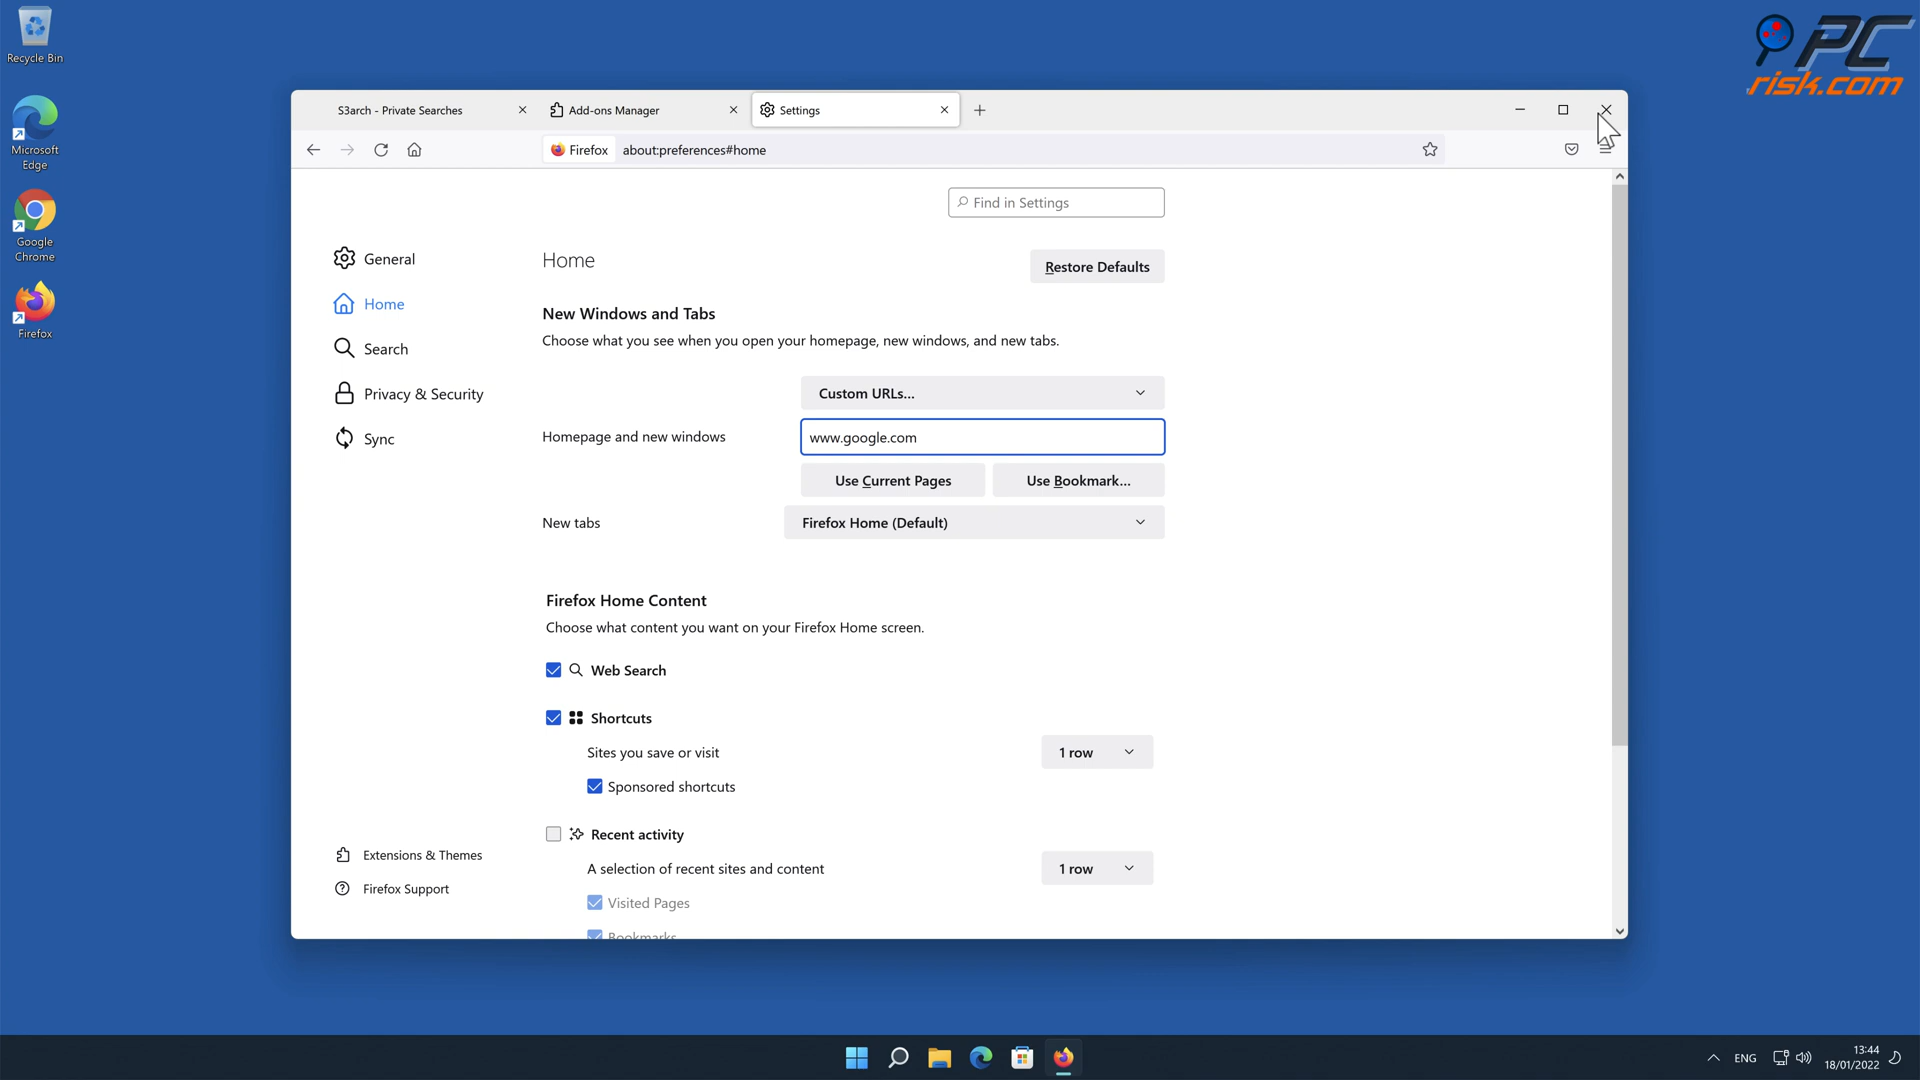 Recycle Bin
Microsoft
Edge
Google
Chrome
Firefox
PC
risk.com
S3arch - Private Searches
Add-ons Manager
Settings
Firefox
about:preferences#home
Find in Settings
General
Home
Search
Privacy & Security
Sync
Extensions & Themes
Firefox Support
Home
Restore Defaults
New Windows and Tabs
Choose what you see when you open your homepage, new windows, and new tabs.
Custom URLs...
Homepage and new windows
www.google.com
Use Current Pages
Use Bookmark...
New tabs
Firefox Home (Default)
Firefox Home Content
Choose what content you want on your Firefox Home screen.
Web Search
Shortcuts
Sites you save or visit
1 row
Sponsored shortcuts
Recent activity
A selection of recent sites and content
1 row
Visited Pages
Bookmarks
ENG
13:44
18/01/2022